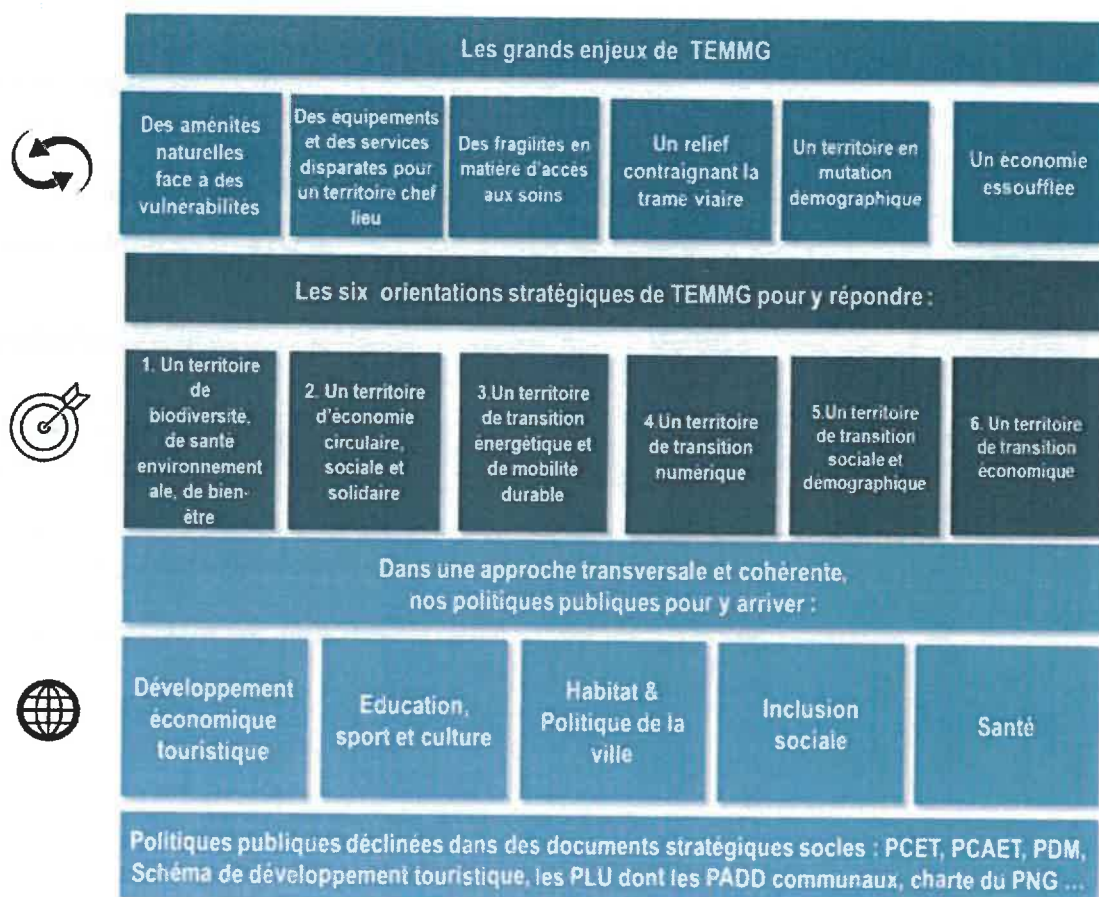 Les grands enjeux de TEMMG
Des aménités
naturelles
face a des
vulnérabilités
Des équipements
et des services
disparates pour
un territoire chef
lieu
Des fragilités en
matière d'accès
aux soins
Un relief
contraignant la
trame viaire
Un territoire en
mutation
démographique
Un économie
essoufflée
Les six orientations stratégiques de TEMMG pour y répondre :
1. Un territoire
de
biodiversité,
de santé
environnement
ale, de bien-
être
2. Un territoire
d'économie
circulaire,
sociale et
solidaire
3.Un territoire
de transition
énergétique et
de mobilité
durable
4.Un territoire
de transition
numérique
5.Un territoire
de transition
sociale et
démographique
6. Un territoire
de transition
économique
Dans une approche transversale et cohérente,
nos politiques publiques pour y arriver :
Développement
économique
touristique
Education,
sport et culture
Habitat &
Politique de la
ville
Inclusion
sociale
Santé
Politiques publiques déclinées dans des documents stratégiques socles : PCET, PCAET, PDM,
Schéma de développement touristique, les PLU dont les PADD communaux, charte du PNG ...